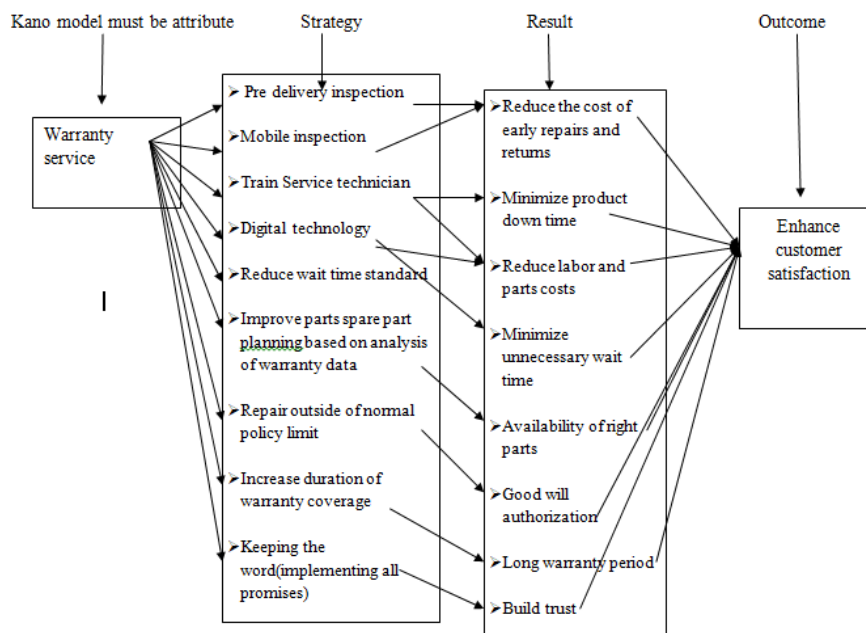 Kano model must be attribute
Strategy
Result
Outcome
Warranty
service
Pre delivery inspection
Mobile inspection
Train Service technician
Digital technology
Reduce wait time standard
Improve parts spare part
planning based on analysis
of warranty data
Repair outside of normal
policy limit
Increase duration of
warranty coverage
Keeping the
word(implementing all
promises)
Reduce the cost of
early repairs and
returns
Minimize product
down time
Reduce labor and
parts costs
Minimize
unnecessary wait
time
Availability of right
parts
Good will
authorization
Long warranty period
Build trust
Enhance
customer
satisfaction